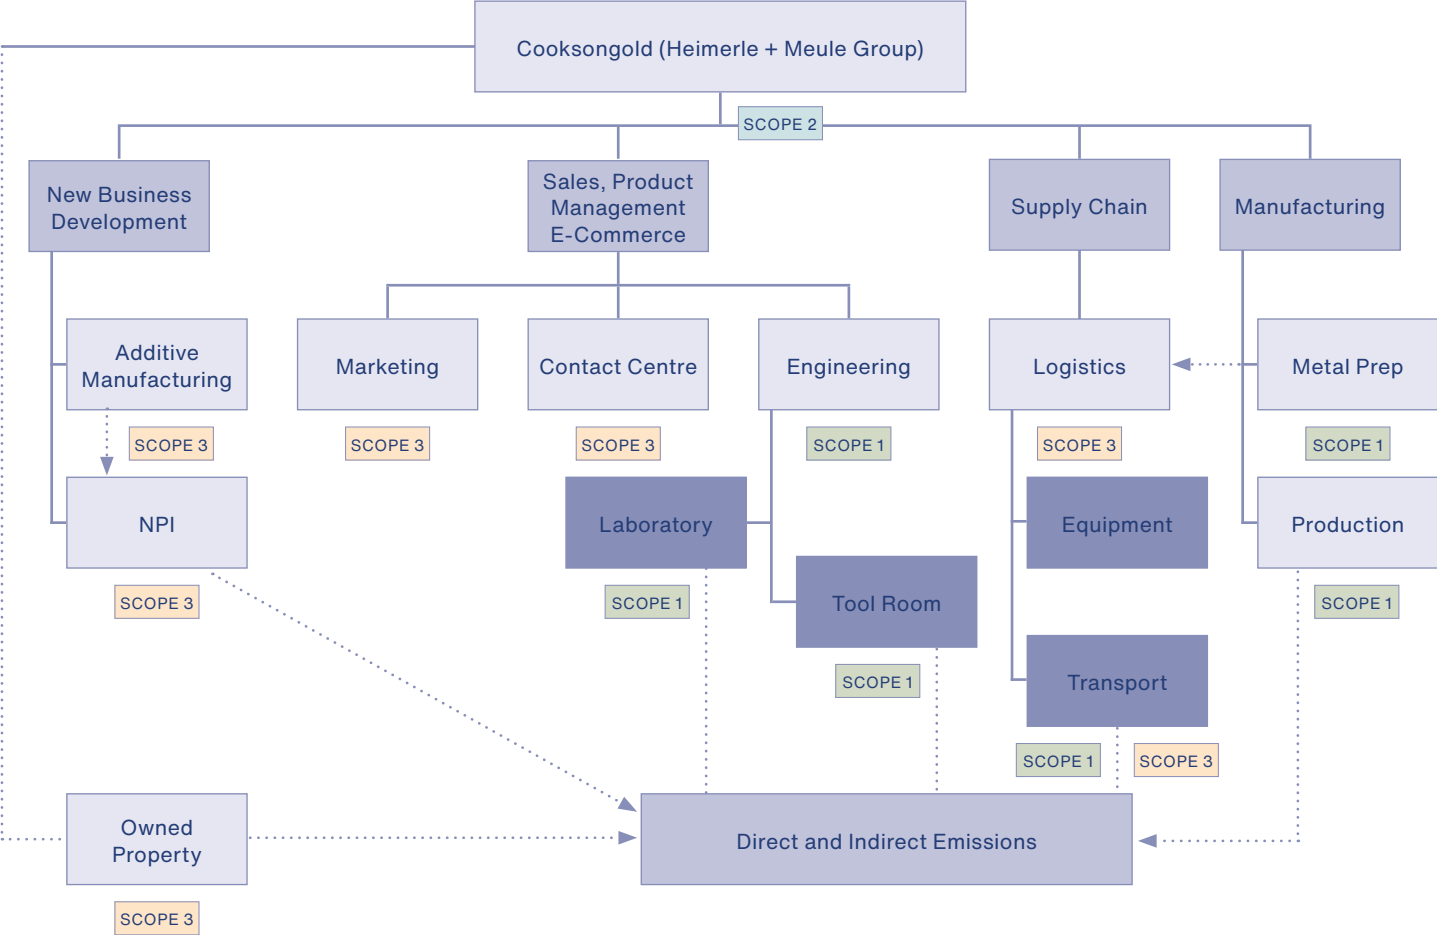 Cooksongold (Heimerle + Meule Group)
SCOPE 2
New Business
Development
Sales, Product
Management
E-Commerce
Supply Chain
Manufacturing
Additive
Manufacturing
Marketing
Contact Centre
Engineering
Logistics
Metal Prep
SCOPE 3
SCOPE 3
SCOPE 3
SCOPE 1
SCOPE 3
SCOPE 1
NPI
Laboratory
Equipment
Production
SCOPE 3
SCOPE 1
Tool Room
SCOPE 1
SCOPE 1
Transport
SCOPE 1
SCOPE 3
Owned
Property
Direct and Indirect Emissions
SCOPE 3